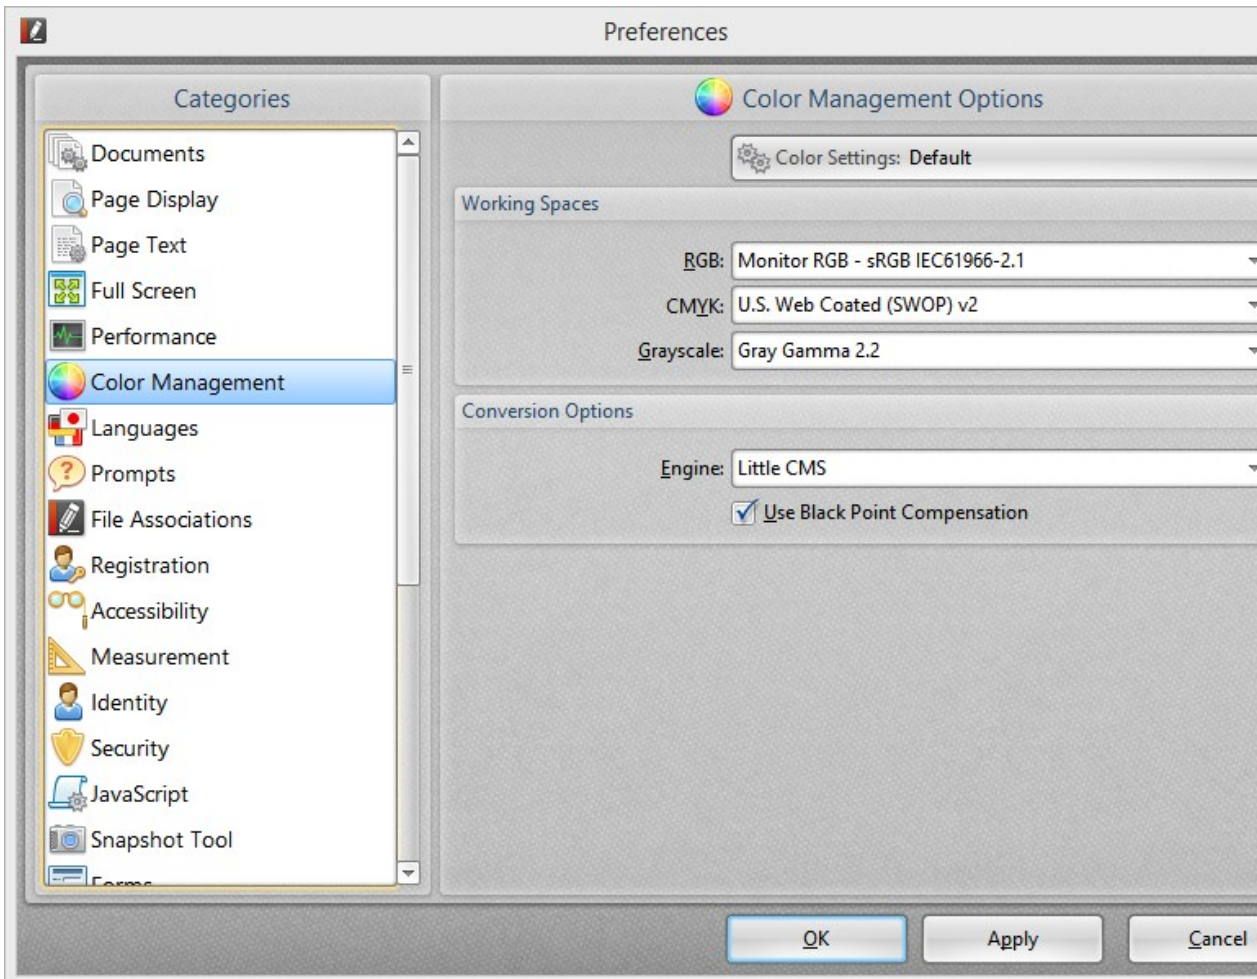 Preferences
Categories
Documents
Page Display
Page Text
Full Screen
Performance
Color Management
Languages
Prompts
File Associations
Registration
Accessibility
Measurement
Identity
Security
JavaScript
Snapshot Tool
Forms
Color Management Options
Color Settings: Default
Working Spaces
RGB: Monitor RGB - sRGB IEC61966-2.1
CMYK: U.S. Web Coated (SWOP) v2
Grayscale: Gray Gamma 2.2
Conversion Options
Engine: Little CMS
Use Black Point Compensation
OK Apply Cancel